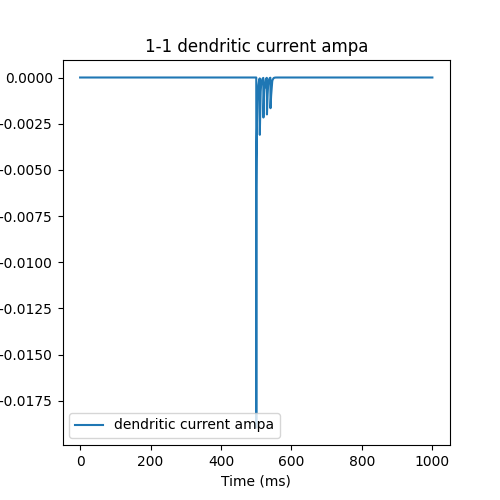 1-1 dendritic current ampa
0.0000
-0.0025
-0.0050
-0.0075
-0.0100
-0.0125
-0.0150
-0.0175
dendritic current ampa
0 200 400 600 800 1000
Time (ms)